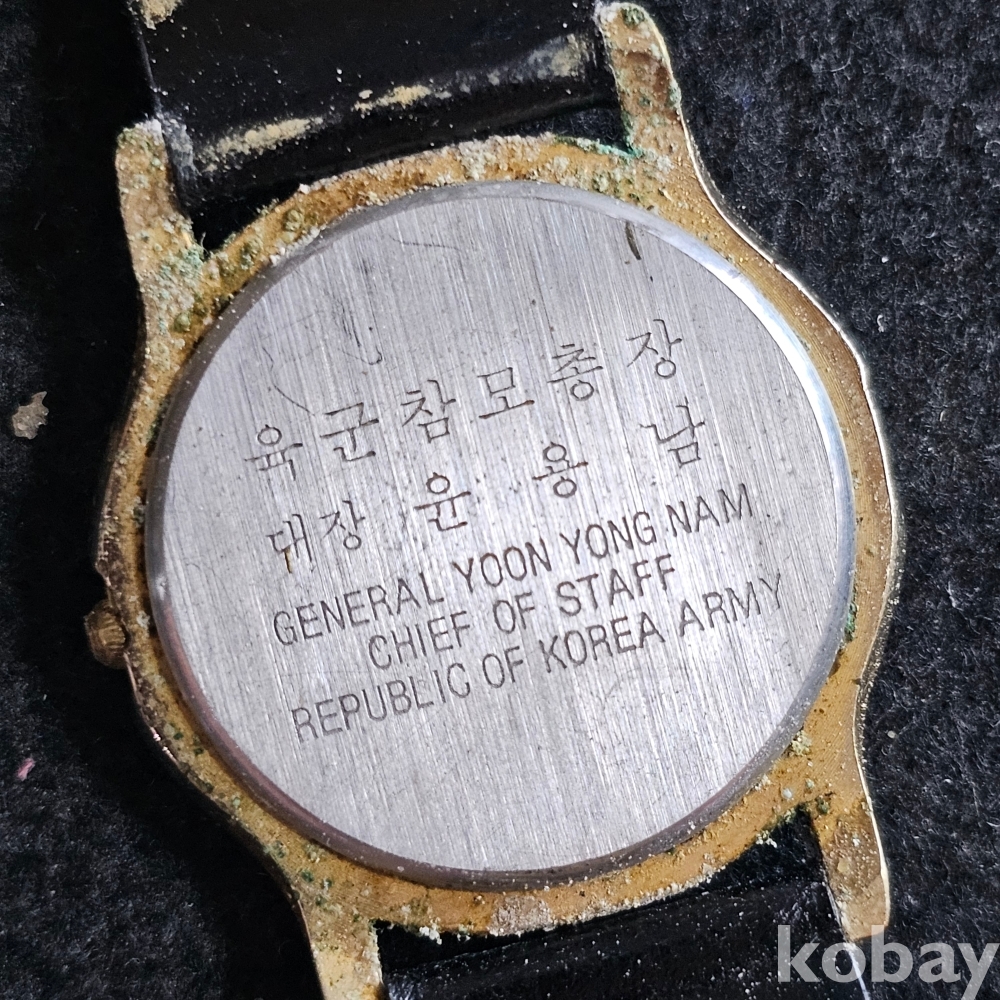 육군참모총장
대장 윤용남
GENERAL YOON YONG NAM
CHIEF OF STAFF
REPUBLIC OF KOREA ARMY
kobay